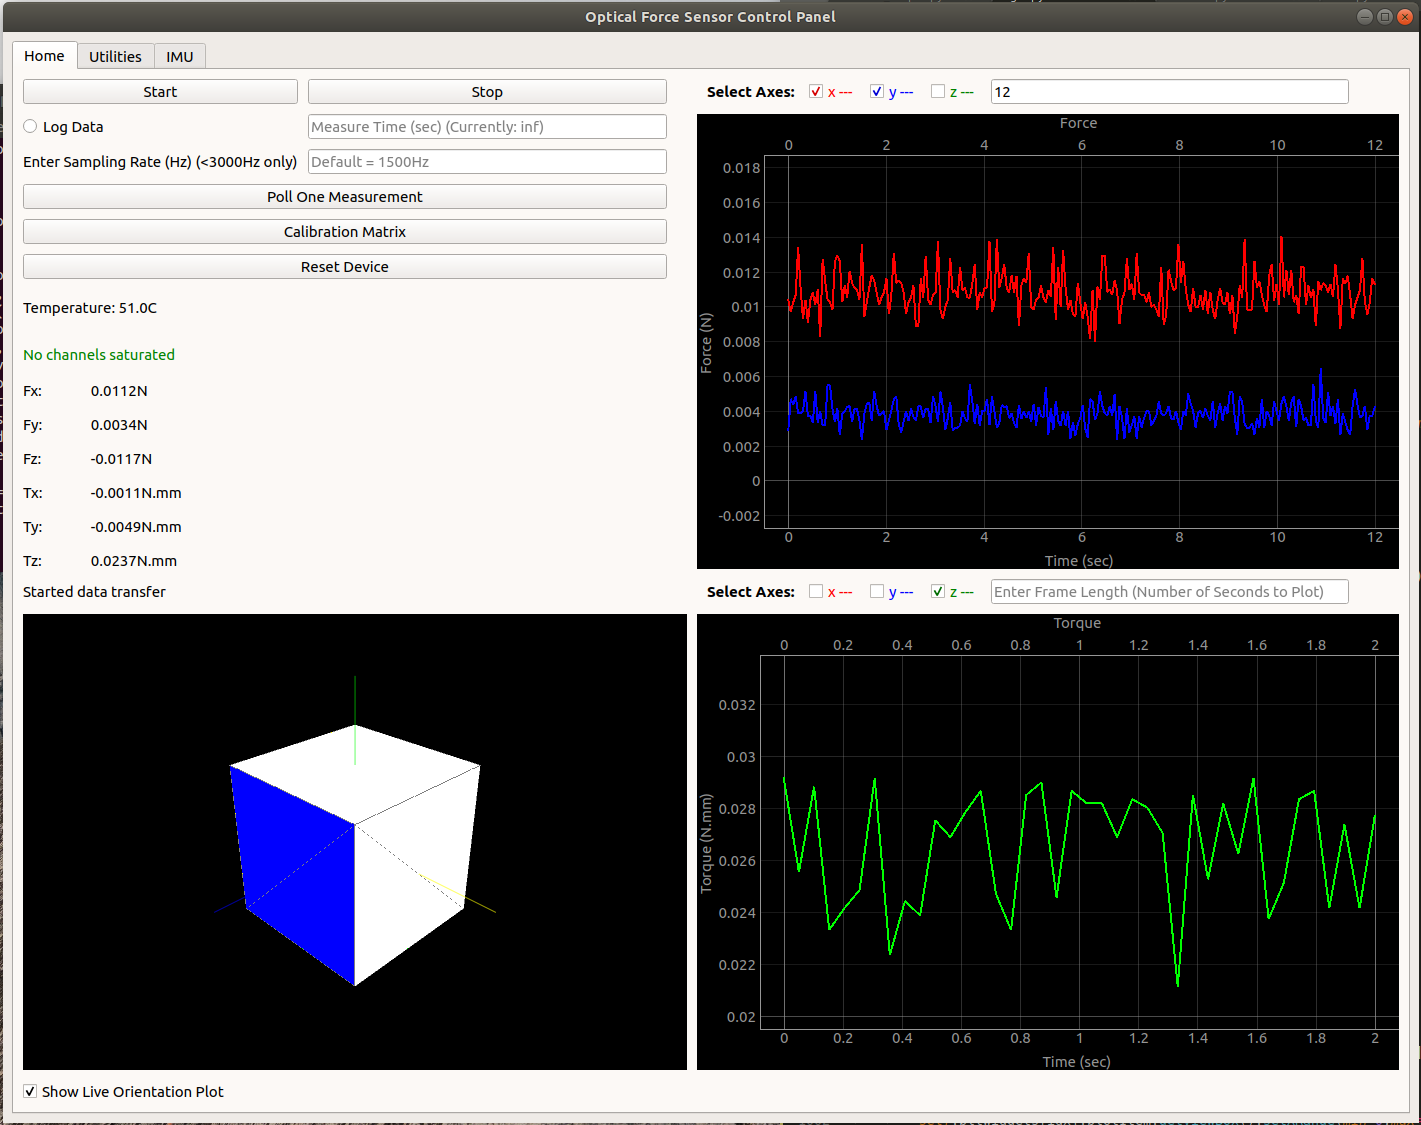 Optical Force Sensor Control Panel
Home Utilities IMU
Start Stop
Log Data Measure Time (sec) (Currently: inf)
Enter Sampling Rate (Hz) (<3000Hz only) Default = 1500Hz
Poll One Measurement
Calibration Matrix
Reset Device
Temperature: 51.0C
No channels saturated
Fx: 0.0112N
Fy: 0.0034N
Fz: -0.0117N
Tx: -0.0011N.mm
Ty: -0.0049N.mm
Tz: 0.0237N.mm
Started data transfer
Show Live Orientation Plot
Select Axes: x --- y --- z --- 12
Force
0 2 4 6 8 10 12
0.018
0.016
0.014
0.012
0.01
0.008
0.006
0.004
0.002
0
-0.002
Force (N)
0 2 4 6 8 10 12
Time (sec)
Select Axes: x --- y --- z --- Enter Frame Length (Number of Seconds to Plot)
Torque
0 0.2 0.4 0.6 0.8 1 1.2 1.4 1.6 1.8 2
0.032
0.03
0.028
0.026
0.024
0.022
0.02
Torque (N.mm)
0 0.2 0.4 0.6 0.8 1 1.2 1.4 1.6 1.8 2
Time (sec)